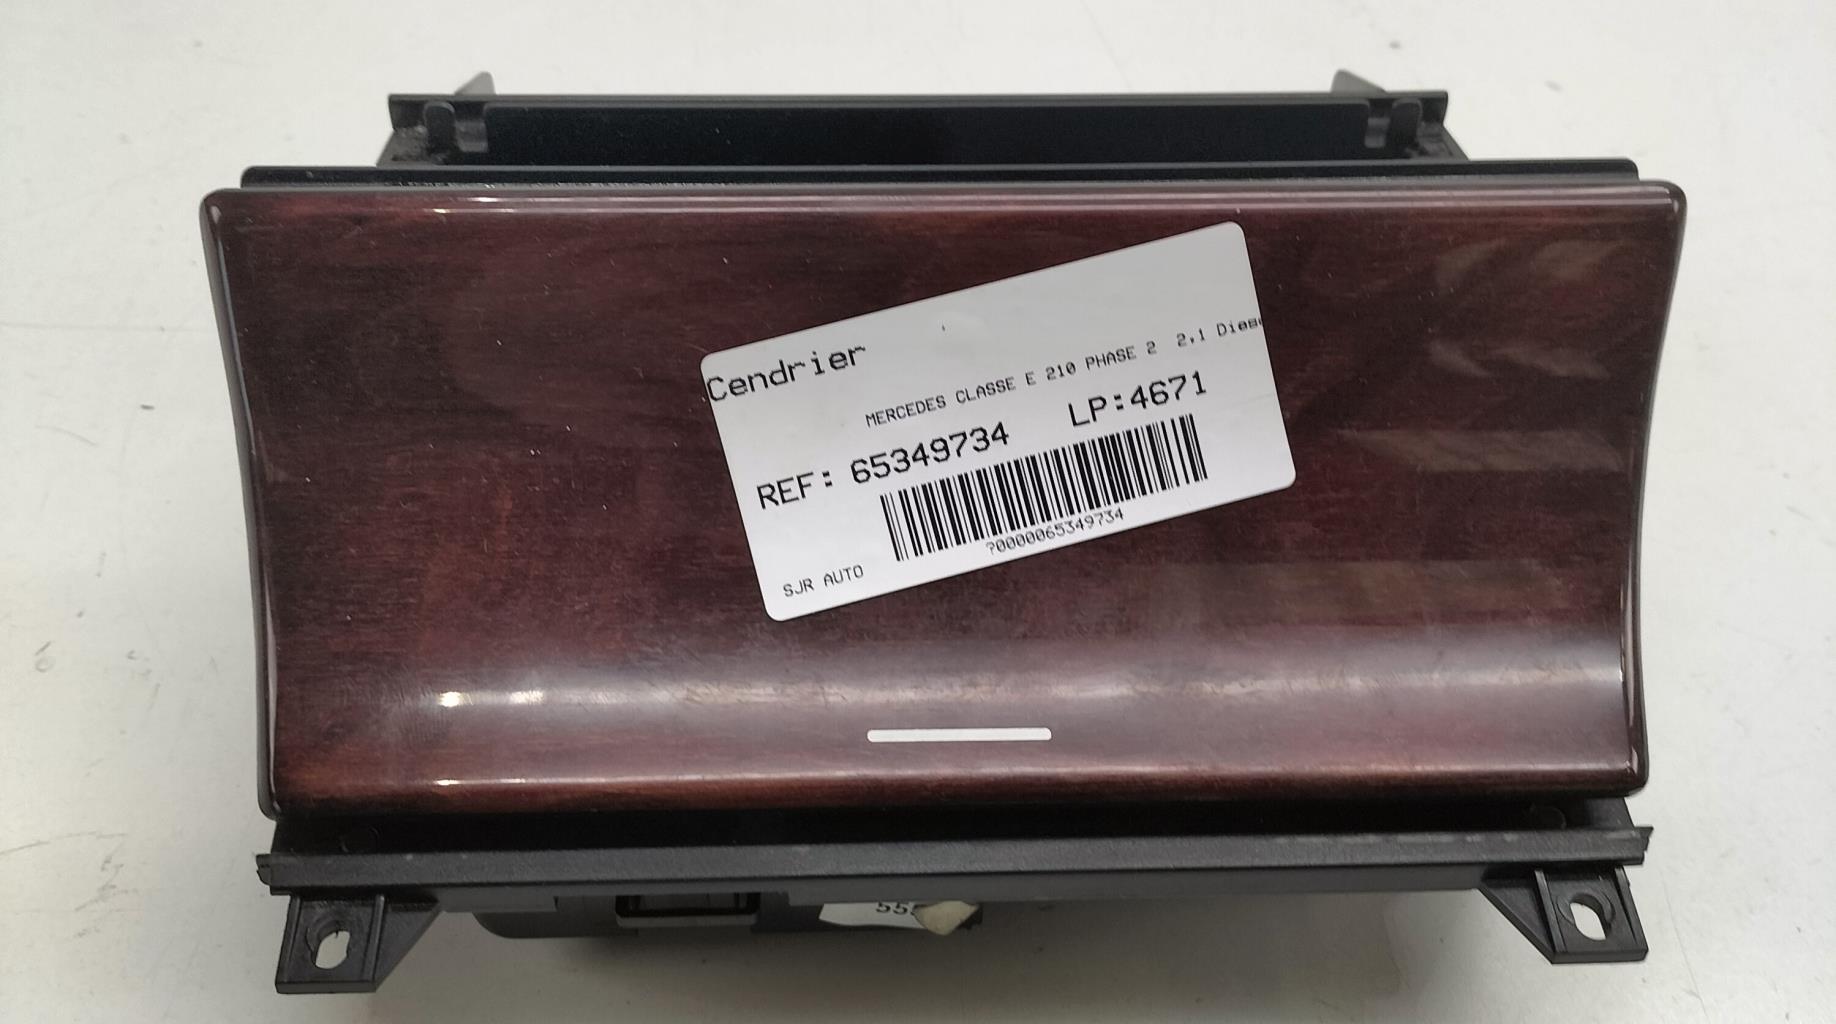 Cendrier
MERCEDES CLASSE E 210 PHASE 2 2,1
REF: 65349734 LP:4671
?0000065349734
SJR AUTO